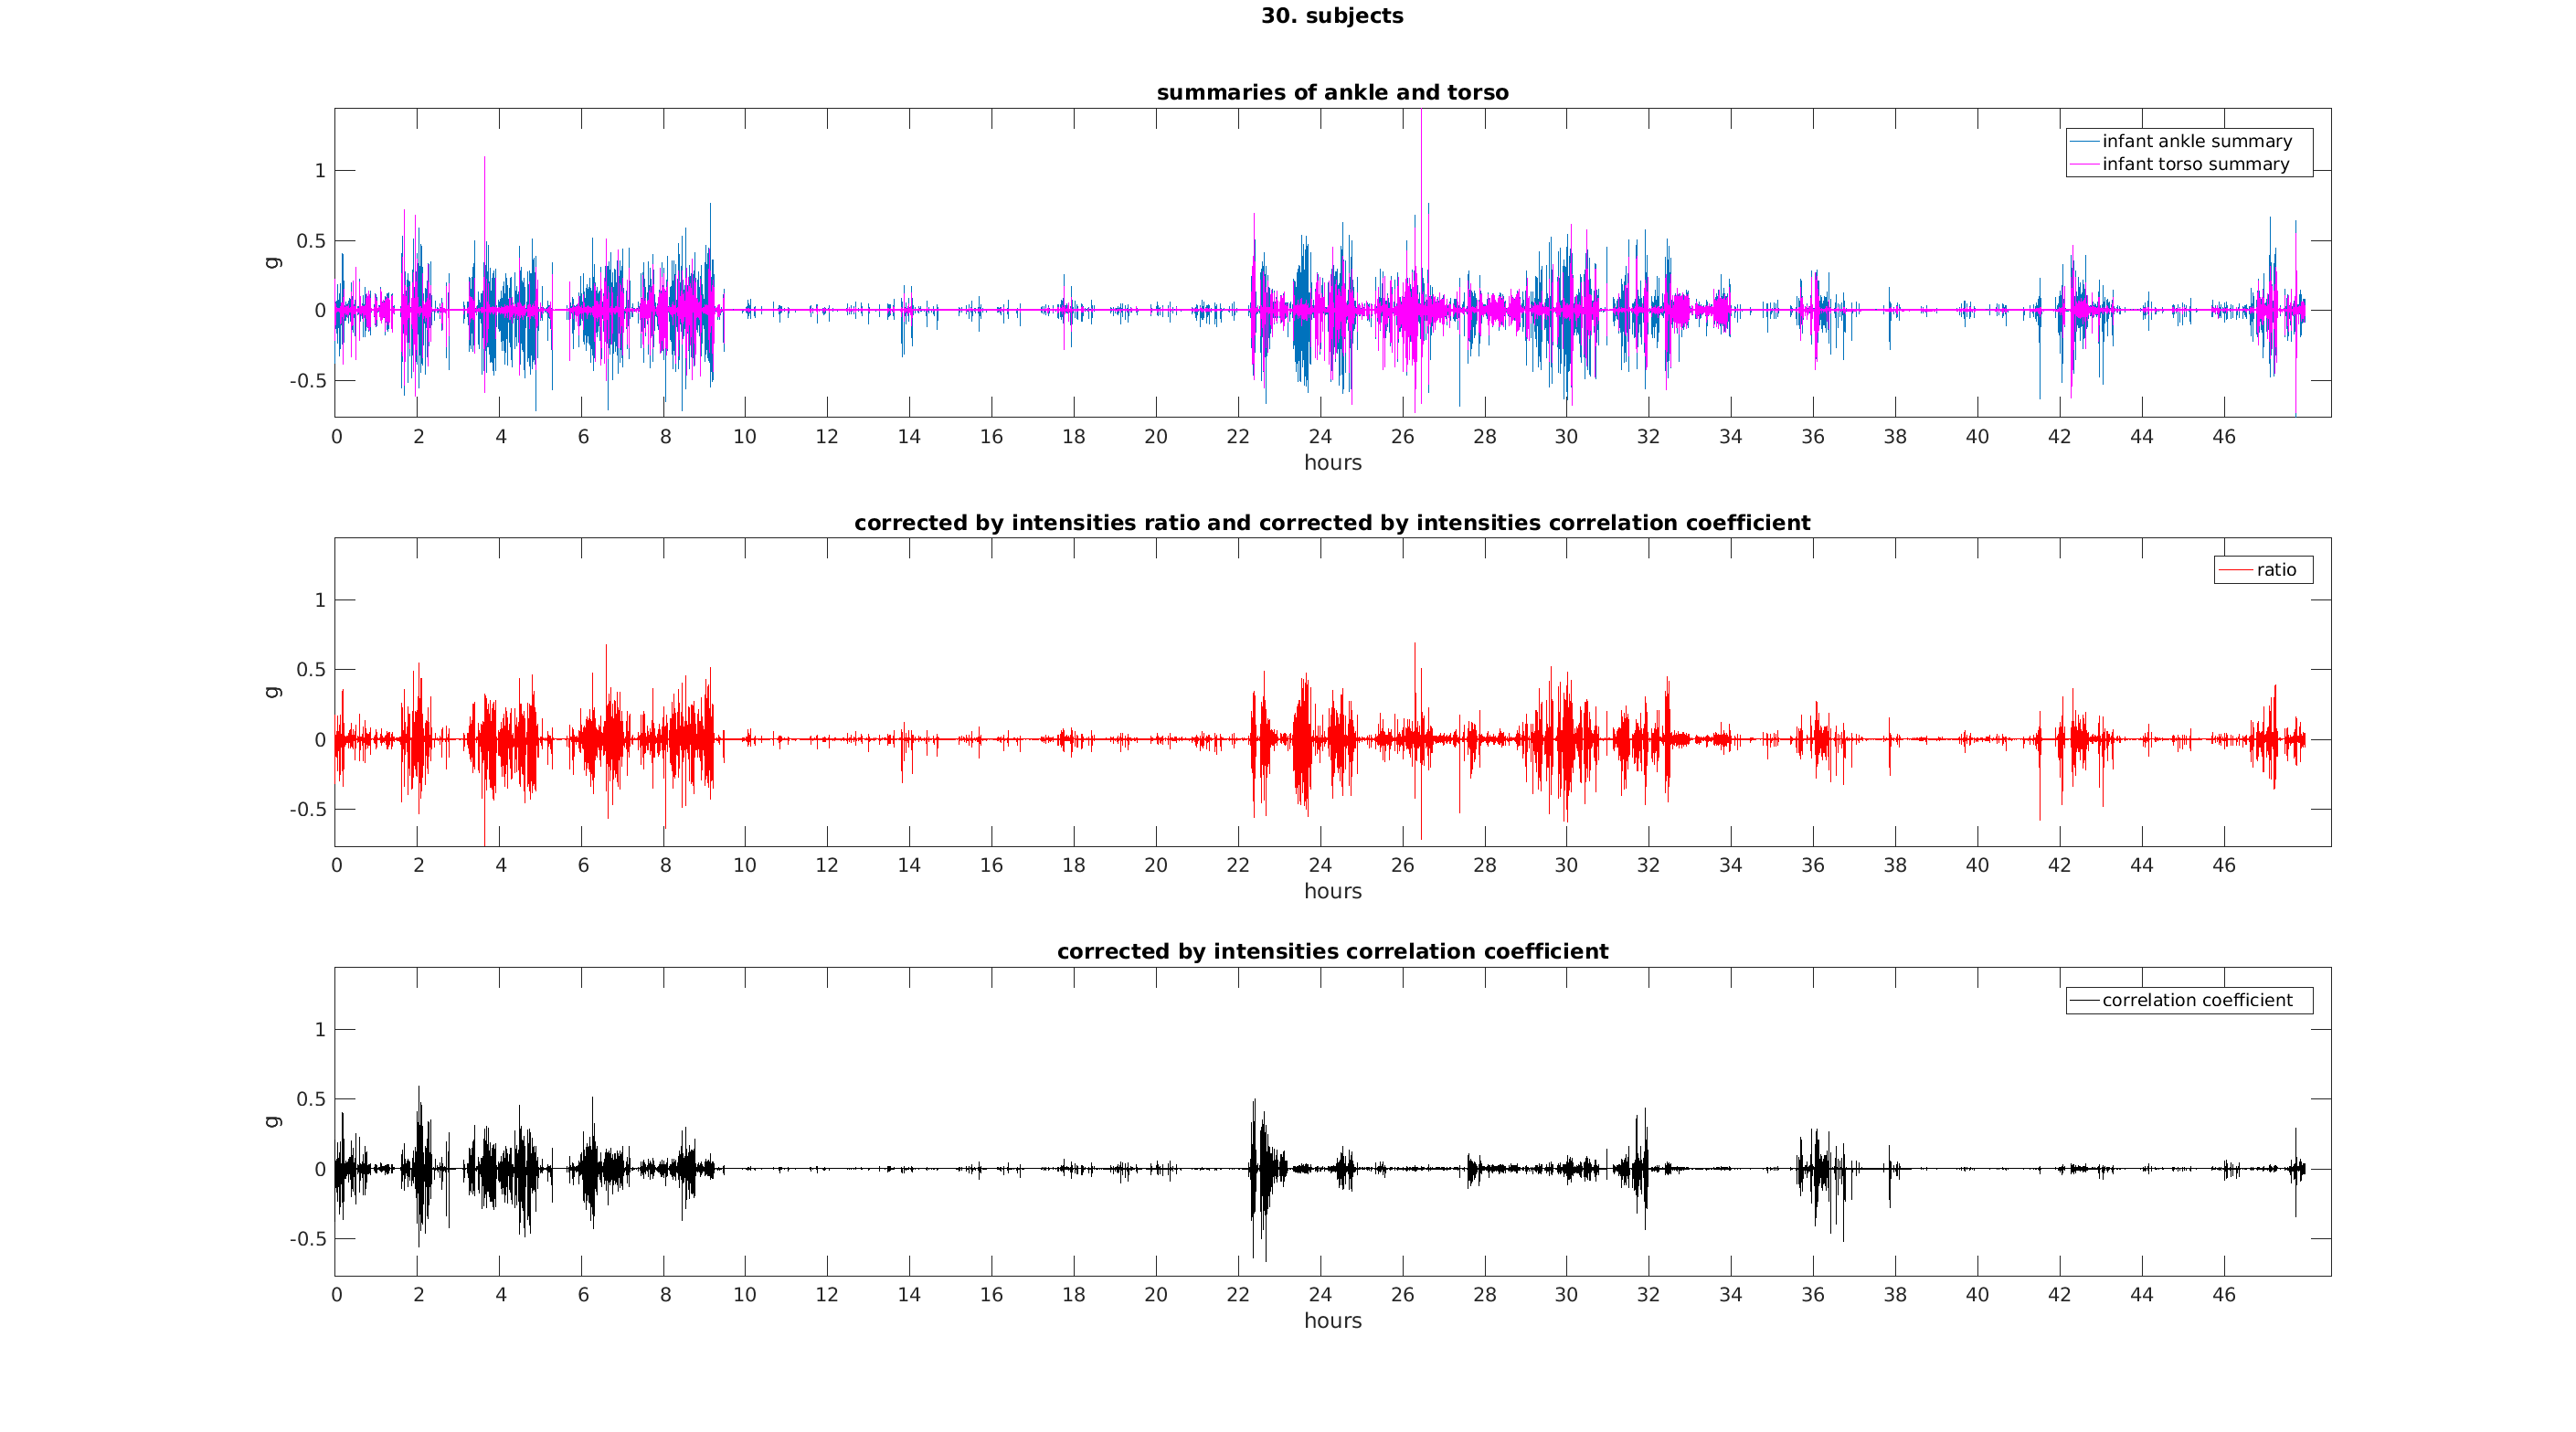 30. subjects
summaries of ankle and torso
infant ankle summary
infant torso summary
1
0.5
0
-0.5
g
0 2 4 6 8 10 12 14 16 18 20 22 24 26 28 30 32 34 36 38 40 42 44 46
hours
corrected by intensities ratio and corrected by intensities correlation coefficient
ratio
1
0.5
0
-0.5
g
0 2 4 6 8 10 12 14 16 18 20 22 24 26 28 30 32 34 36 38 40 42 44 46
hours
corrected by intensities correlation coefficient
correlation coefficient
1
0.5
0
-0.5
g
0 2 4 6 8 10 12 14 16 18 20 22 24 26 28 30 32 34 36 38 40 42 44 46
hours